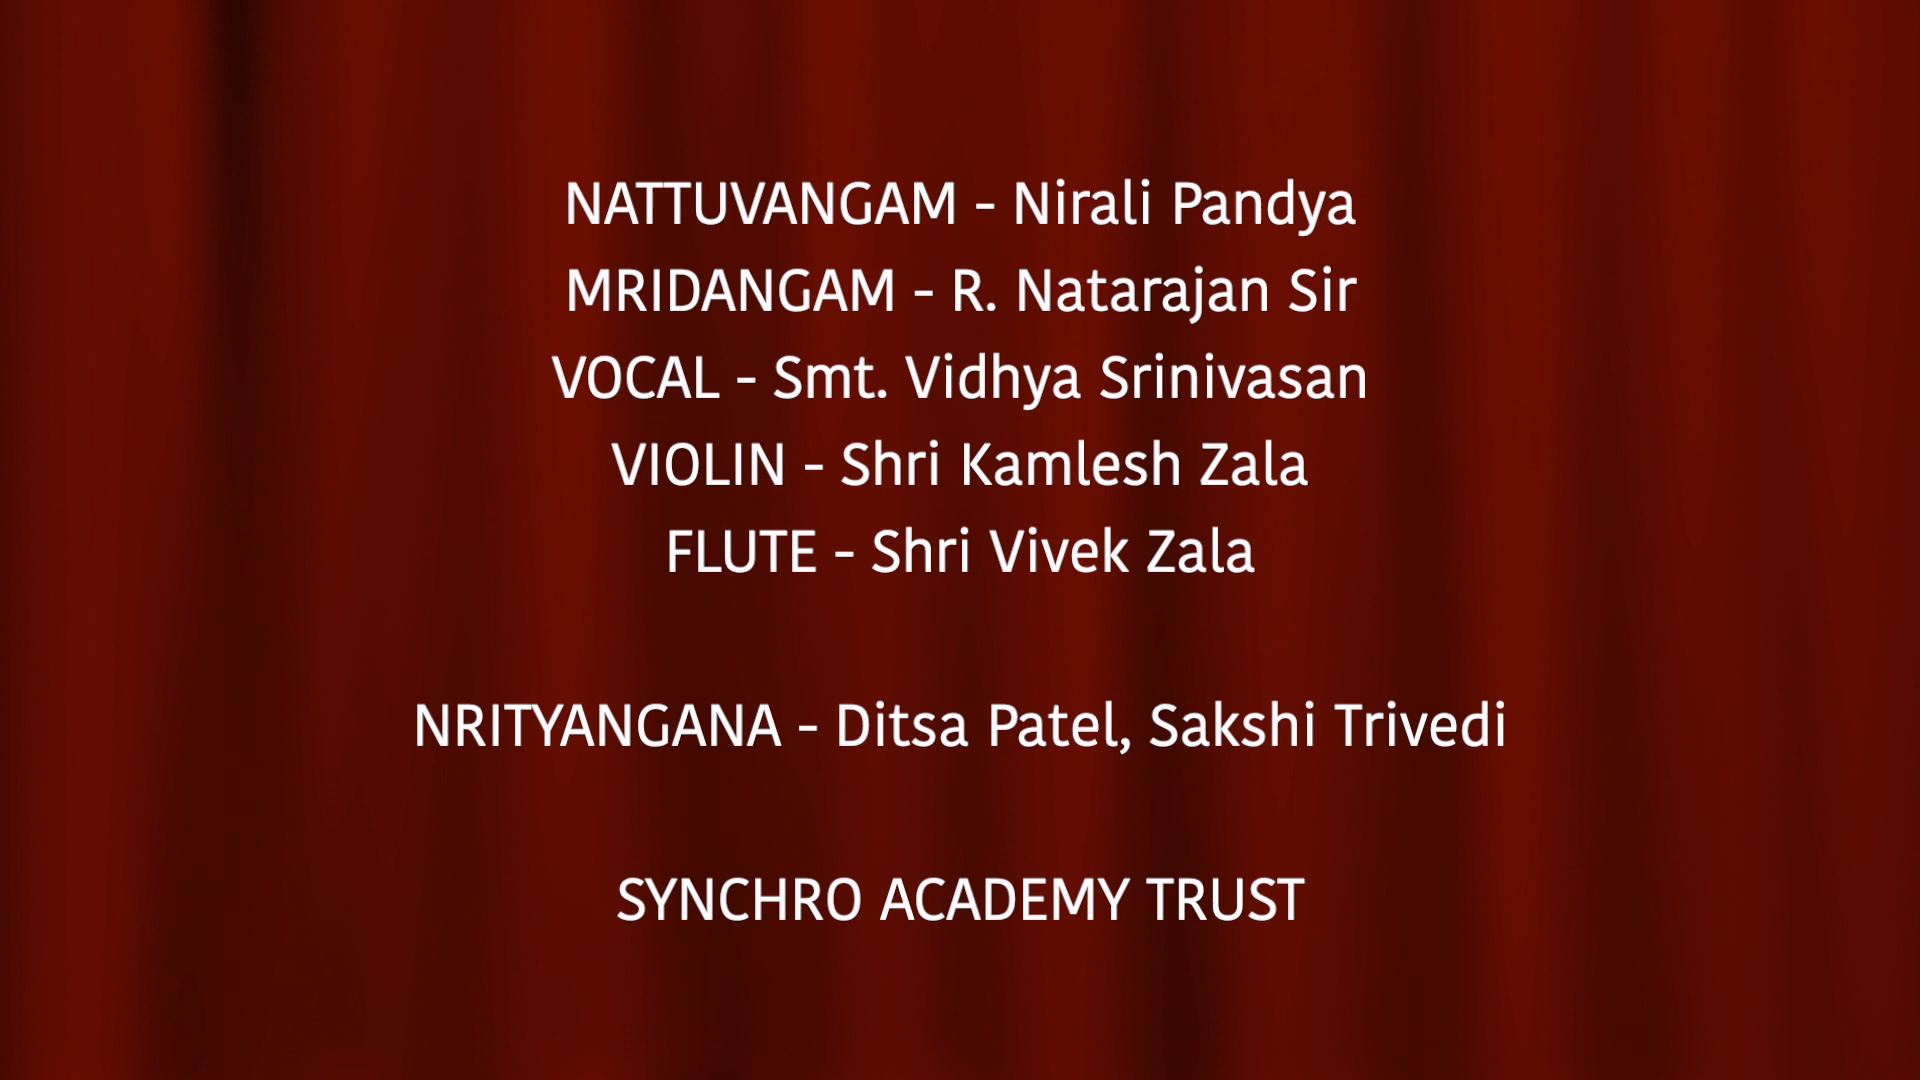 NATTUVANGAM - Nirali Pandya
MRIDANGAM - R. Natarajan Sir
VOCAL - Smt. Vidhya Srinivasan
VIOLIN - Shri Kamlesh Zala
FLUTE - Shri Vivek Zala
NRITYANGANA - Ditsa Patel, Sakshi Trivedi
SYNCHRO ACADEMY TRUST